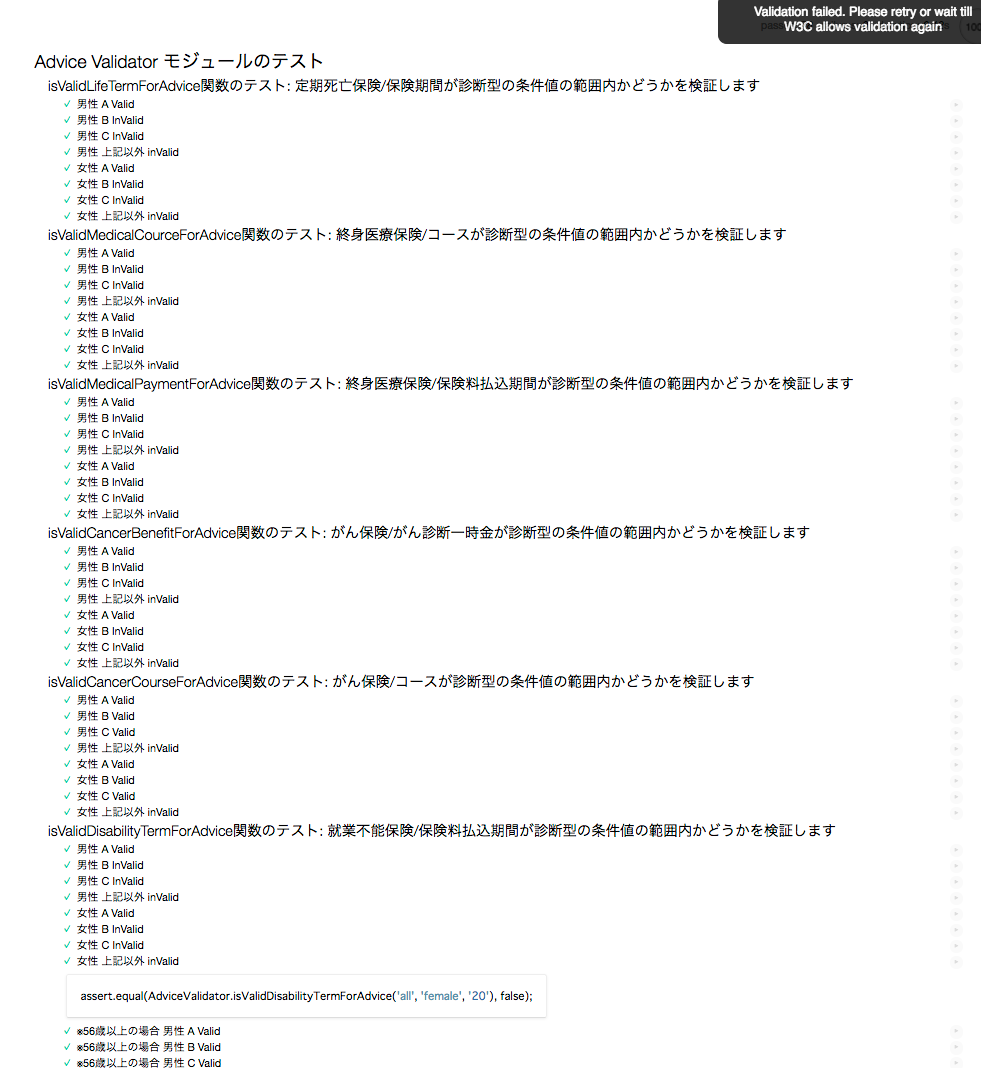 Validation failed. Please retry or wait till
W3C allows validation again
100
Advice Validator モジュールのテスト
isValidLifeTermForAdvice関数のテスト: 定期死亡保険/保険期間が診断型の条件値の範囲内かどうかを検証します
✓ 男性 A Valid
✓ 男性 B InValid
✓ 男性 C InValid
✓ 男性 上記以外 inValid
✓ 女性 A Valid
✓ 女性 B InValid
✓ 女性 C InValid
✓ 女性 上記以外 inValid
isValidMedicalCourceForAdvice関数のテスト: 終身医療保険/コースが診断型の条件値の範囲内かどうかを検証します
✓ 男性 A Valid
✓ 男性 B InValid
✓ 男性 C InValid
✓ 男性 上記以外 inValid
✓ 女性 A Valid
✓ 女性 B InValid
✓ 女性 C InValid
✓ 女性 上記以外 inValid
isValidMedicalPaymentForAdvice関数のテスト: 終身医療保険/保険料払込期間が診断型の条件値の範囲内かどうかを検証します
✓ 男性 A Valid
✓ 男性 B InValid
✓ 男性 C InValid
✓ 男性 上記以外 inValid
✓ 女性 A Valid
✓ 女性 B InValid
✓ 女性 C InValid
✓ 女性 上記以外 inValid
isValidCancerBenefitForAdvice関数のテスト: がん保険/がん診断一時金が診断型の条件値の範囲内かどうかを検証します
✓ 男性 A Valid
✓ 男性 B InValid
✓ 男性 C InValid
✓ 男性 上記以外 inValid
✓ 女性 A Valid
✓ 女性 B InValid
✓ 女性 C InValid
✓ 女性 上記以外 inValid
isValidCancerCourseForAdvice関数のテスト: がん保険/コースが診断型の条件値の範囲内かどうかを検証します
✓ 男性 A Valid
✓ 男性 B Valid
✓ 男性 C Valid
✓ 男性 上記以外 inValid
✓ 女性 A Valid
✓ 女性 B Valid
✓ 女性 C Valid
✓ 女性 上記以外 inValid
isValidDisabilityTermForAdvice関数のテスト: 就業不能保険/保険料払込期間が診断型の条件値の範囲内かどうかを検証します
✓ 男性 A Valid
✓ 男性 B InValid
✓ 男性 C InValid
✓ 男性 上記以外 inValid
✓ 女性 A Valid
✓ 女性 B InValid
✓ 女性 C InValid
✓ 女性 上記以外 inValid
assert.equal(AdviceValidator.isValidDisabilityTermForAdvice('all', 'female', '20'), false);
✓ ※56歳以上の場合 男性 A Valid
✓ ※56歳以上の場合 男性 B Valid
✓ ※56歳以上の場合 男性 C Valid